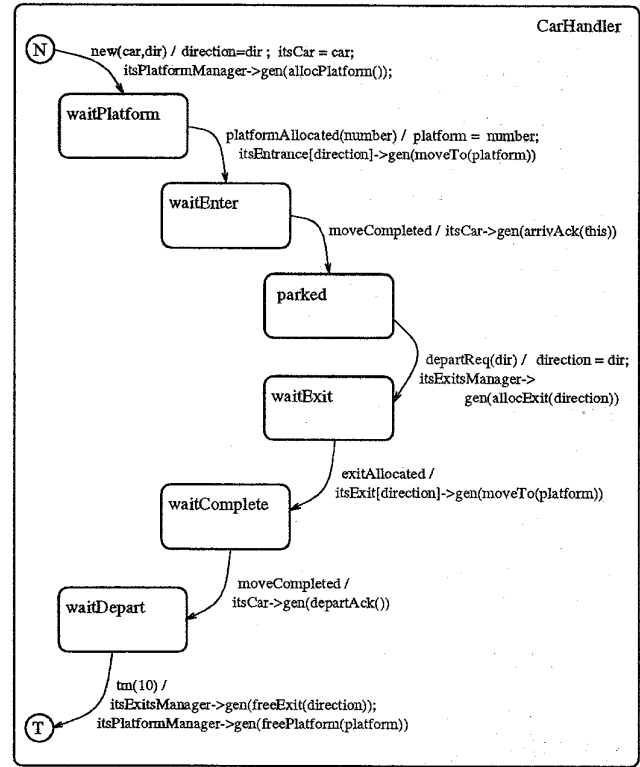 CarHandler
N
new(car,dir) / direction=dir ; itsCar = car;
itsPlatformManager->gen(allocPlatform());
waitPlatform
platformAllocated(number) / platform = number;
itsEntrance[direction]->gen(moveTo(platform))
waitEnter
moveCompleted / itsCar->gen(arrivAck(this))
parked
departReq(dir) / direction = dir;
itsExitsManager->
gen(allocExit(direction))
waitExit
exitAllocated /
itsExit[direction]->gen(moveTo(platform))
waitComplete
moveCompleted /
itsCar->gen(departAck())
waitDepart
tm(10) /
itsExitsManager->gen(freeExit(direction));
itsPlatformManager->gen(freePlatform(platform))
T